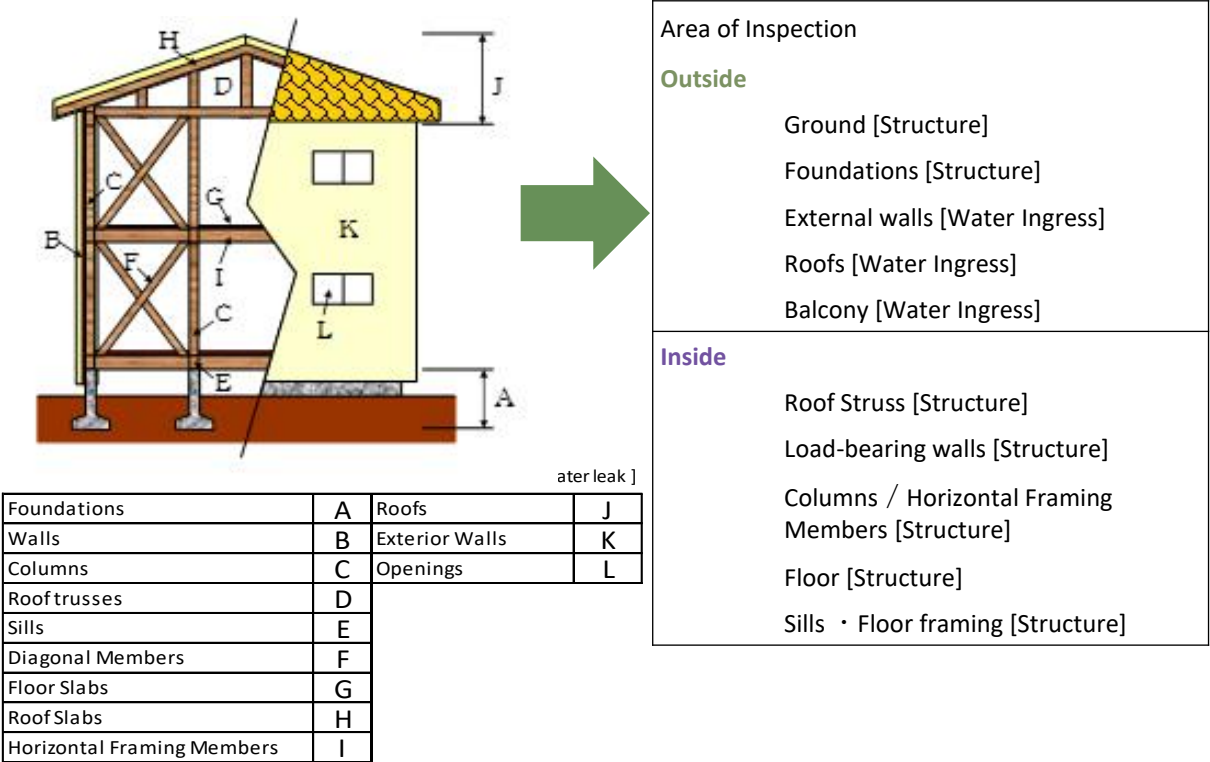 H
D
J
C
G
K
B
F
I
L
C
E
A
ater leak ]
Foundations A Roofs J
Walls B Exterior Walls K
Columns C Openings L
Roof trusses D
Sills E
Diagonal Members F
Floor Slabs G
Roof Slabs H
Horizontal Framing Members I
Area of Inspection
Outside
Ground [Structure]
Foundations [Structure]
External walls [Water Ingress]
Roofs [Water Ingress]
Balcony [Water Ingress]
Inside
Roof Struss [Structure]
Load-bearing walls [Structure]
Columns／Horizontal Framing
Members [Structure]
Floor [Structure]
Sills ・Floor framing [Structure]